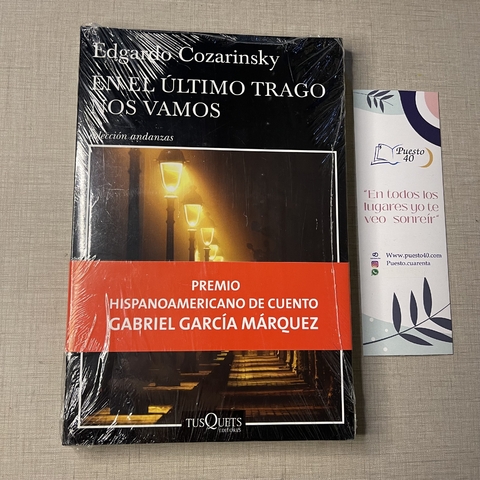 Edgardo Cozarinsky
EN EL ÚLTIMO TRAGO
NOS VAMOS
colección andanzas
PREMIO
HISPANOAMERICANO DE CUENTO
GABRIEL GARCÍA MÁRQUEZ
TUSQUETS
EDITORES
Puesto
40
"En todos los
lugares yo te
veo sonreír"
Www.puesto40.com
Puesto.cuarenta